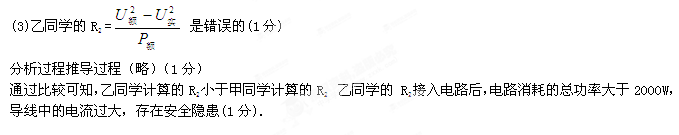 (3)乙同学的 R₂ = (U额² − U实²) / P额 是错误的(1 分)
分析过程推导过程（略）(1 分)
通过比较可知,乙同学计算的 R₂小于甲同学计算的 R₂ 乙同学的 R₂接入电路后,电路消耗的总功率大于 2000W,
导线中的电流过大，存在安全隐患(1 分).